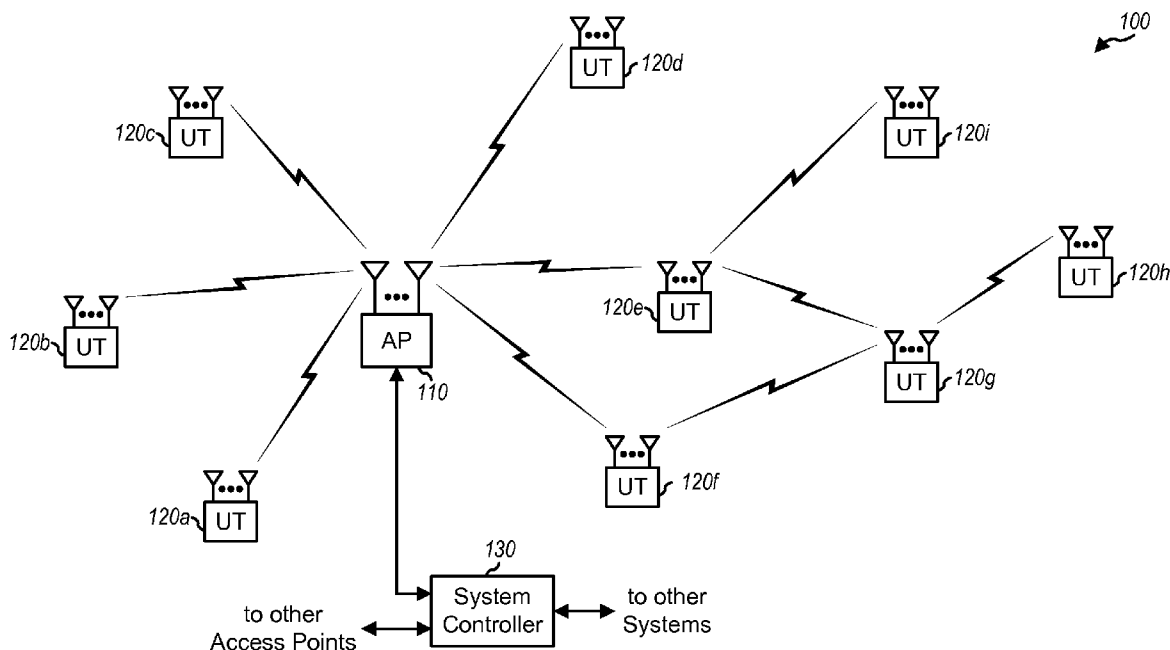 100
UT
120d
120c
UT
UT
120i
UT
120h
120e
UT
120b
UT
AP
110
UT
120g
UT
120f
120a
UT
130
System
Controller
to other
Access Points
to other
Systems